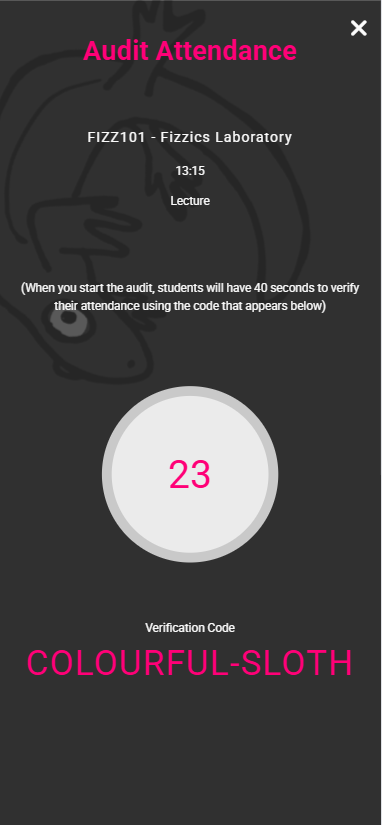 Audit Attendance
FIZZ101 - Fizzics Laboratory
13:15
Lecture
(When you start the audit, students will have 40 seconds to verify
their attendance using the code that appears below)
23
Verification Code
COLOURFUL-SLOTH